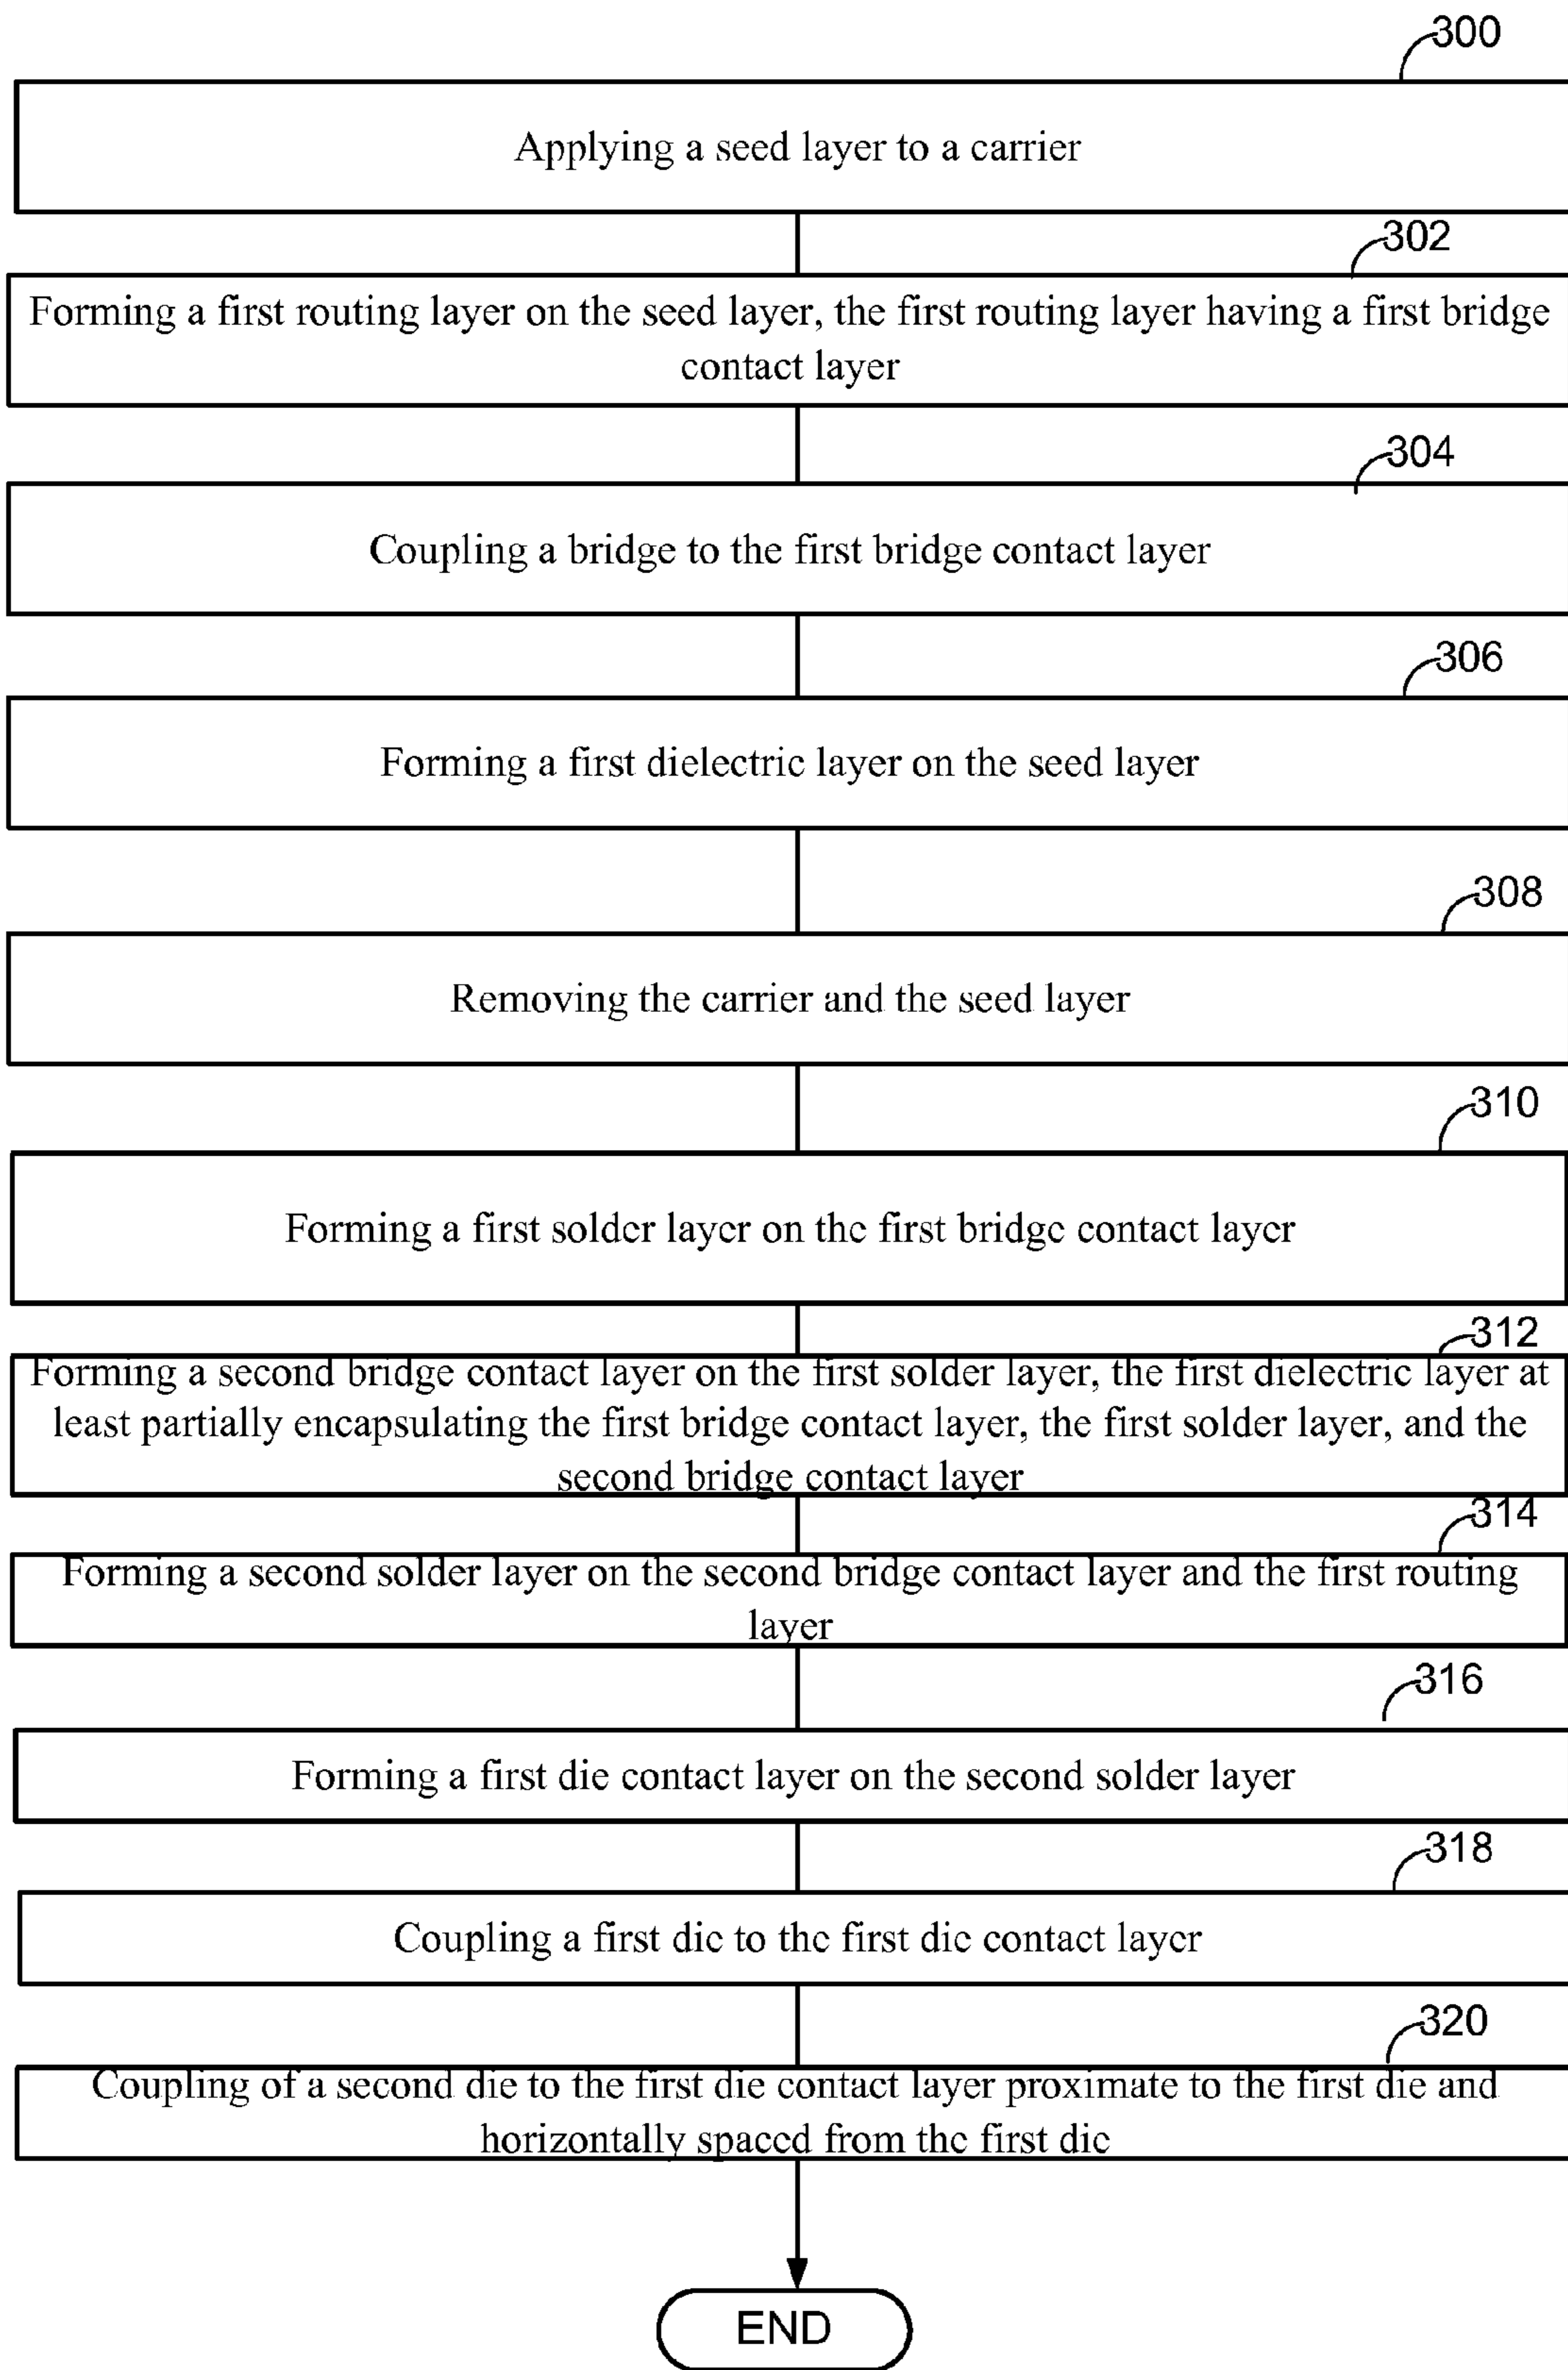 300
Applying a seed layer to a carrier
302
Forming a first routing layer on the seed layer, the first routing layer having a first bridge
contact layer
304
Coupling a bridge to the first bridge contact layer
306
Forming a first dielectric layer on the seed layer
308
Removing the carrier and the seed layer
310
Forming a first solder layer on the first bridge contact layer
312
Forming a second bridge contact layer on the first solder layer, the first dielectric layer at
least partially encapsulating the first bridge contact layer, the first solder layer, and the
second bridge contact layer
314
Forming a second solder layer on the second bridge contact layer and the first routing
layer
316
Forming a first die contact layer on the second solder layer
318
Coupling a first die to the first die contact layer
320
Coupling of a second die to the first die contact layer proximate to the first die and
horizontally spaced from the first die
END